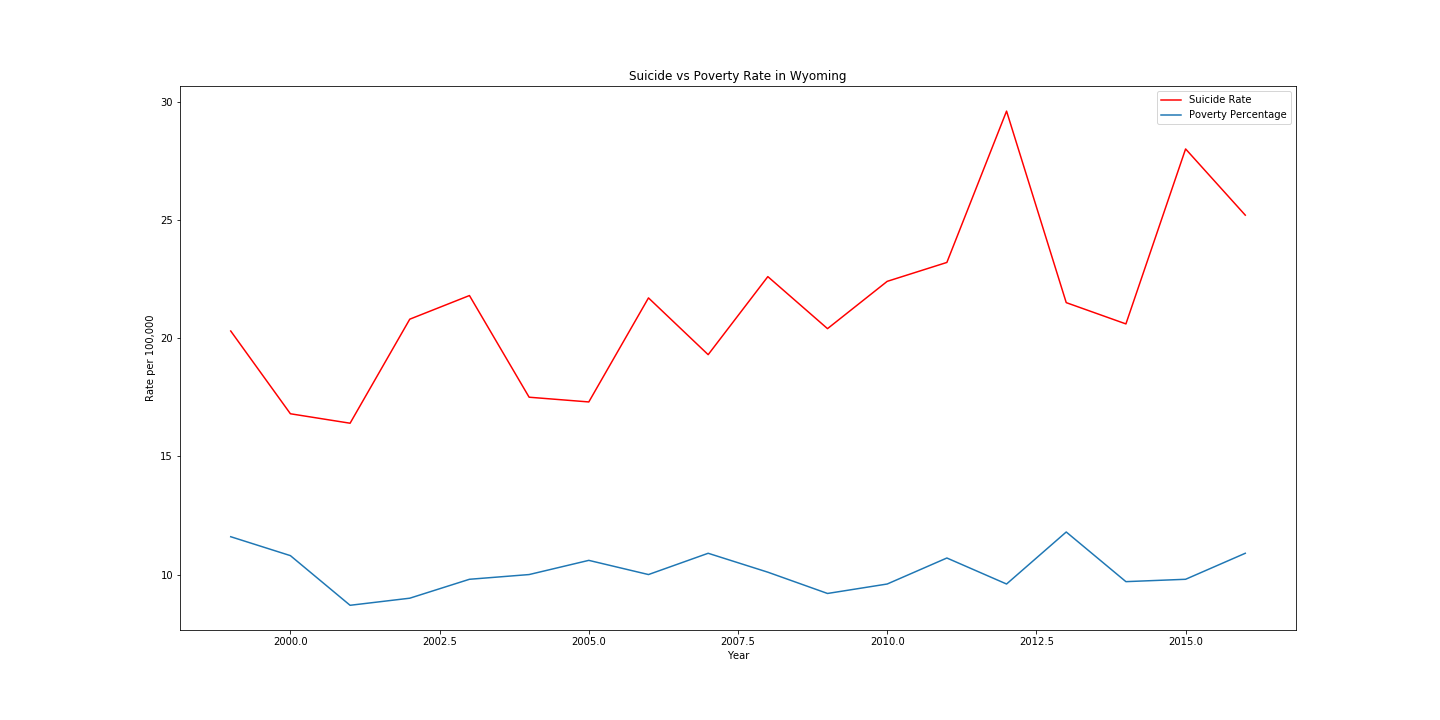 Suicide vs Poverty Rate in Wyoming
Suicide Rate
Poverty Percentage
30
25
20
15
10
Rate per 100,000
2000.0 2002.5 2005.0 2007.5 2010.0 2012.5 2015.0
Year